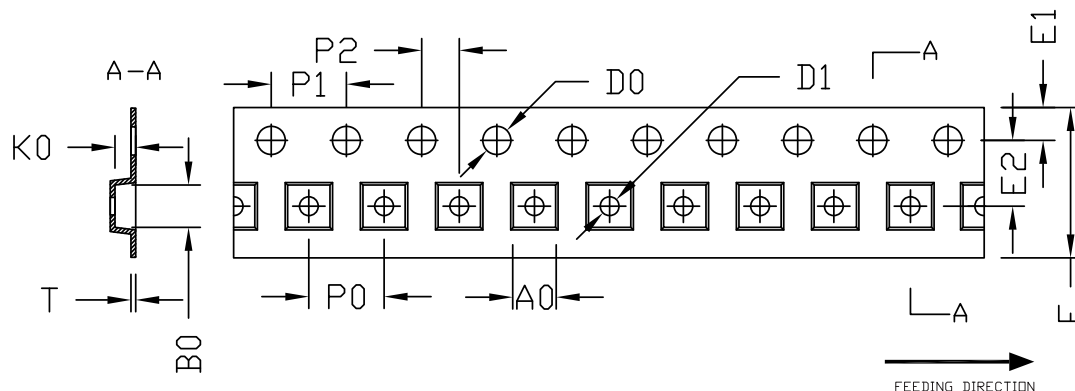 E1
P2
A
A-A
P1
D0
D1
K0
E2
T
P0
A0
A
B0
FEEDING DIRECTION